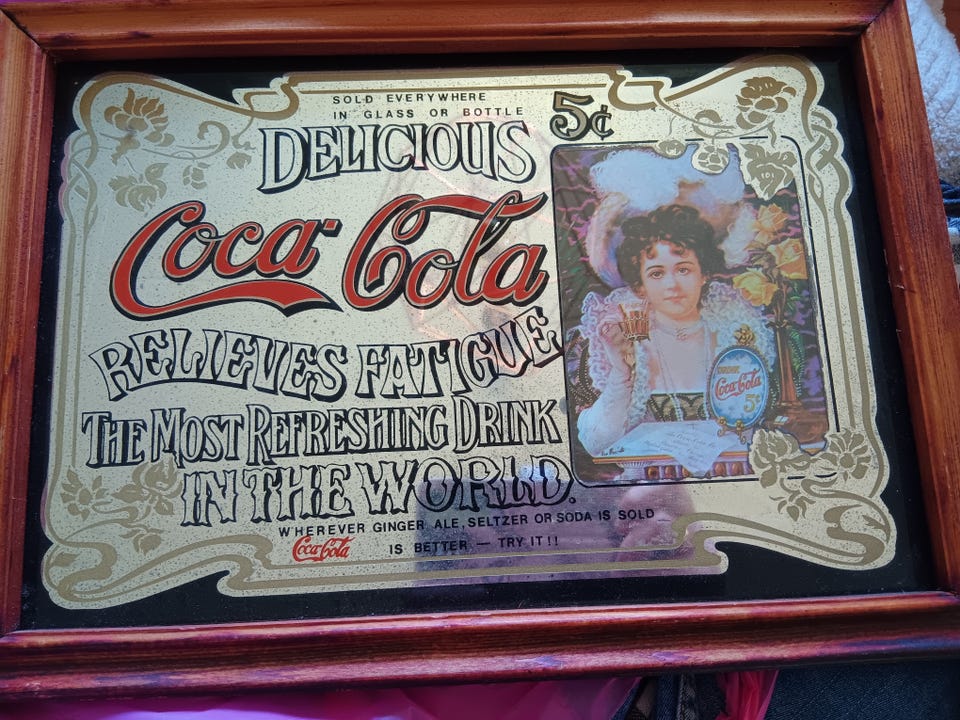 SOLD EVERYWHERE
IN GLASS OR BOTTLE
5¢
DELICIOUS
Coca-Cola
RELIEVES FATIGUE
THE MOST REFRESHING DRINK
IN THE WORLD.
WHEREVER GINGER ALE, SELTZER OR SODA IS SOLD
Coca-Cola IS BETTER — TRY IT!!
DRINK
Coca-Cola
5¢